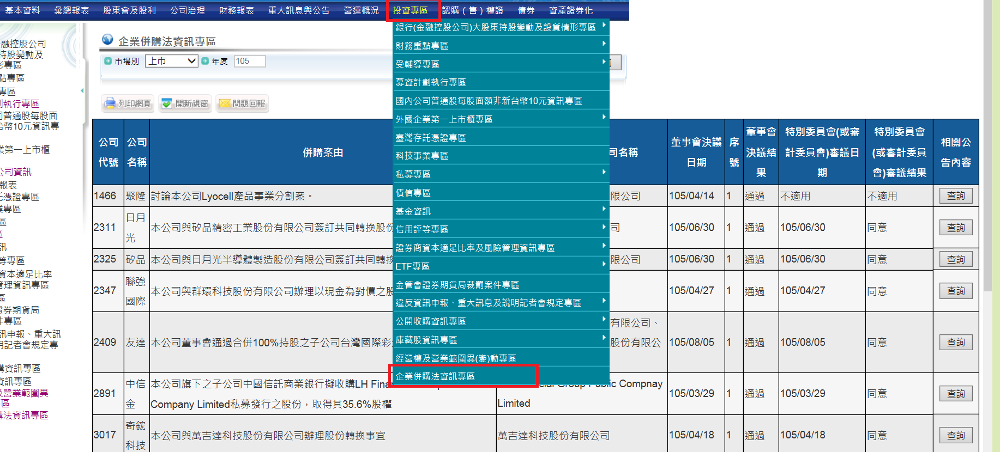 基本資料 彙總報表 股東會及股利 公司治理 財務報表 重大訊息與公告 營運概況 投資專區 認購(售)權證 債券 資產證券化
融控股公司
持股變動及
專區
點專區
專區
執行專區
普通股每股面
台幣10元資訊專
業第一上市櫃
公司資訊
報表
託憑證專區
業專區
區
區
訊
等專區
資本適足比率
管理資訊專區
區
證券期貨局
件專區
訊申報、重大訊
明記者會規定專
購資訊專區
資訊專區
及營業範圍異
專區
購法資訊專區
企業併購法資訊專區
市場別 上市 年度 105
列印網頁 開新視窗 問題回報
銀行(金融控股公司)大股東持股變動及設質情形專區
財務重點專區
受輔導專區
募資計劃執行專區
國內公司普通股每股面額非新台幣10元資訊專區
外國企業第一上市櫃專區
臺灣存託憑證專區
科技事業專區
私募專區
債信專區
基金資訊
信用評等專區
證券商資本適足比率及風險管理資訊專區
ETF專區
金管會證券期貨局裁罰案件專區
違反資訊申報、重大訊息及說明記者會規定專區
公開收購資訊專區
庫藏股資訊專區
經營權及營業範圍異(變)動專區
企業併購法資訊專區
公司代號 公司名稱 併購案由 司名稱 董事會決議日期 序號 董事會決議結果 特別委員會(或審計委員會)審議日期 特別委員會(或審計委員會)審議結果 相關公告內容
1466 聚隆 討論本公司Lyocell產品事業分割案。 限公司 105/04/14 1 通過 不適用 不適用 查詢
2311 日月光 本公司與矽品精密工業股份有限公司簽訂共同轉換股份 司 105/06/30 1 通過 105/06/30 同意 查詢
2325 矽品 本公司與日月光半導體製造股份有限公司簽訂共同轉換 限公司 105/06/30 1 通過 105/06/30 同意 查詢
2347 聯強國際 本公司與群環科技股份有限公司辦理以現金為對價之股 105/04/27 1 通過 105/04/27 同意 查詢
2409 友達 本公司董事會通過合併100%持股之子公司台灣國際彩 有限公司、
股份有限公 105/08/05 1 通過 105/08/05 同意 查詢
2891 中信金 本公司旗下之子公司中國信託商業銀行擬收購LH Fina
Company Limited私募發行之股份，取得其35.6%股權 cial Group Public Compnay
Limited 105/03/29 1 通過 105/03/29 同意 查詢
3017 奇鋐科技 本公司與萬吉達科技股份有限公司辦理股份轉換事宜 萬吉達科技股份有限公司 105/04/18 1 通過 105/04/18 同意 查詢